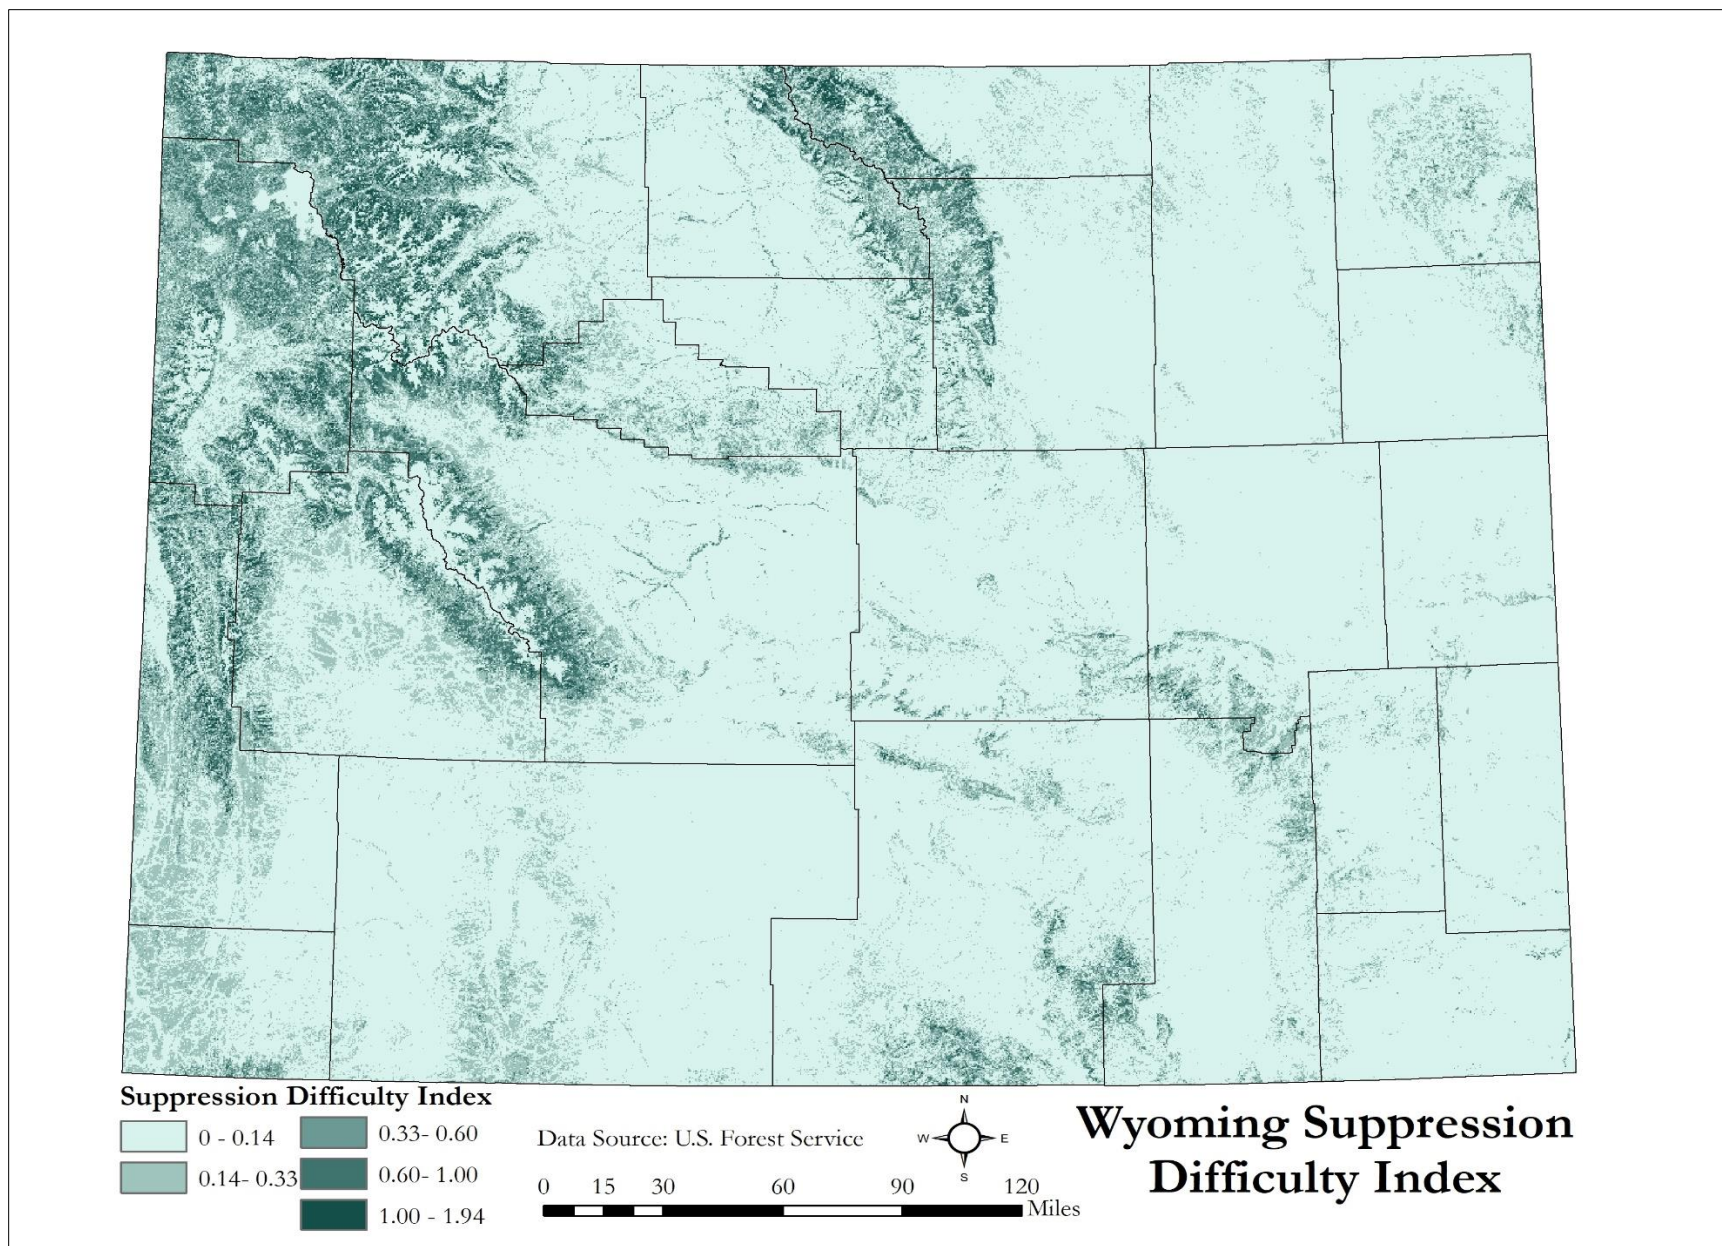 Suppression Difficulty Index
0 - 0.14
0.14- 0.33
0.33- 0.60
0.60- 1.00
1.00 - 1.94
Data Source: U.S. Forest Service
N
W
E
S
0 15 30 60 90 120
Miles
Wyoming Suppression
Difficulty Index